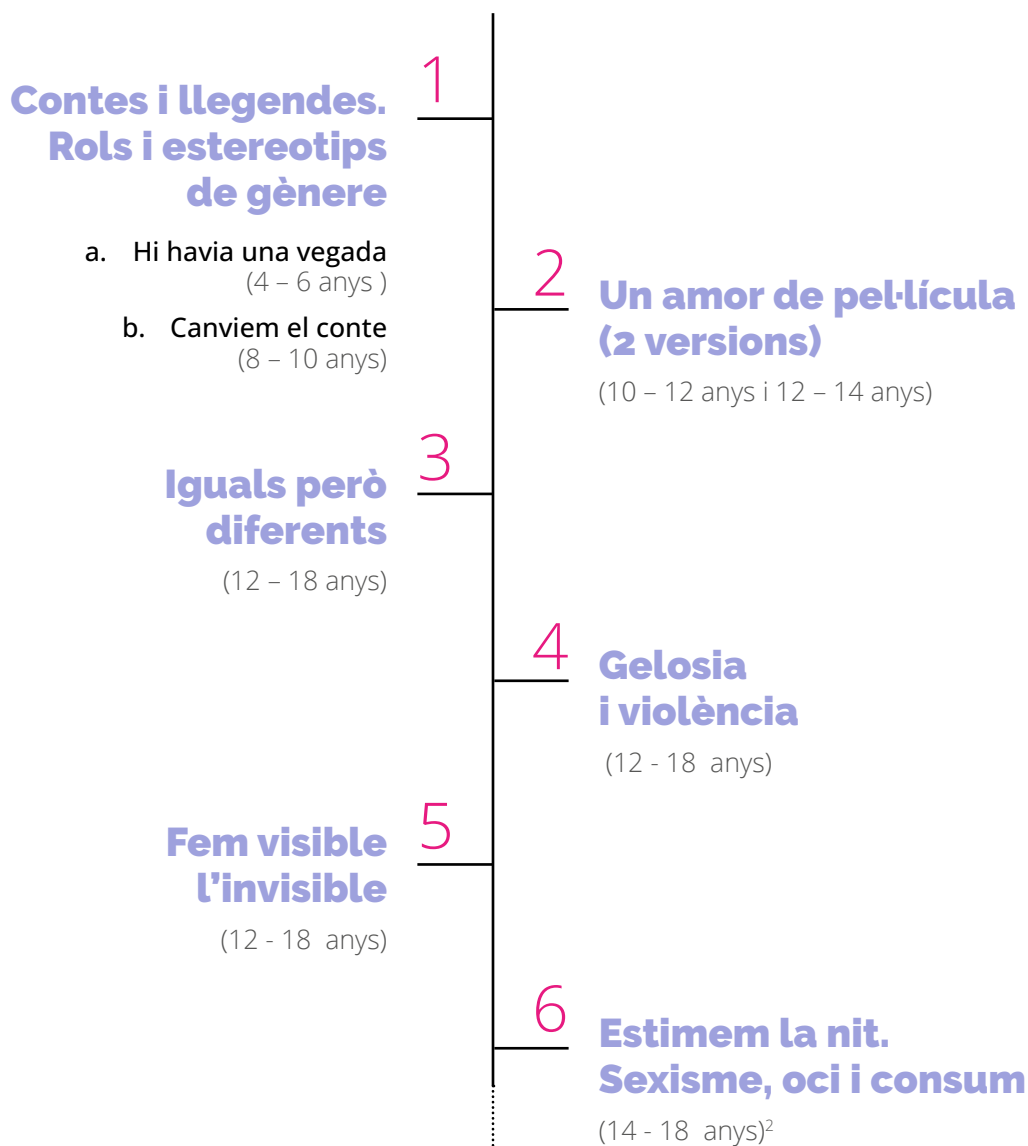 1
Contes i llegendes.
Rols i estereotips
de gènere
a. Hi havia una vegada
(4 – 6 anys )
b. Canviem el conte
(8 – 10 anys)
2
Un amor de pel·lícula
(2 versions)
(10 – 12 anys i 12 – 14 anys)
3
Iguals però
diferents
(12 – 18 anys)
4
Gelosia
i violència
(12 - 18 anys)
5
Fem visible
l’invisible
(12 - 18 anys)
6
Estimem la nit.
Sexisme, oci i consum
(14 - 18 anys)²